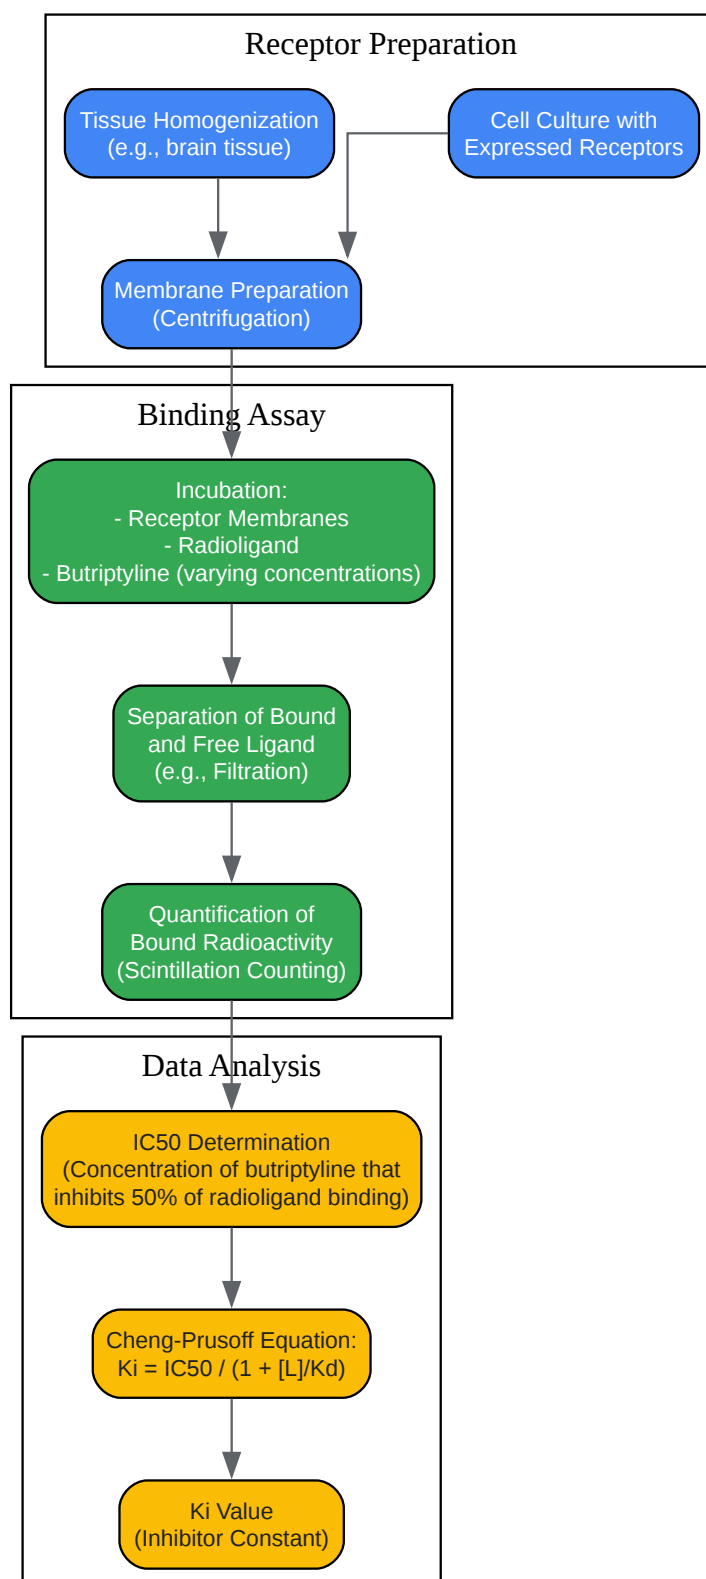 Receptor Preparation
Tissue Homogenization
(e.g., brain tissue)
Cell Culture with
Expressed Receptors
Membrane Preparation
(Centrifugation)
Binding Assay
Incubation:
- Receptor Membranes
- Radioligand
- Butriptyline (varying concentrations)
Separation of Bound
and Free Ligand
(e.g., Filtration)
Quantification of
Bound Radioactivity
(Scintillation Counting)
Data Analysis
IC50 Determination
(Concentration of butriptyline that
inhibits 50% of radioligand binding)
Cheng-Prusoff Equation:
Ki = IC50 / (1 + [L]/Kd)
Ki Value
(Inhibitor Constant)